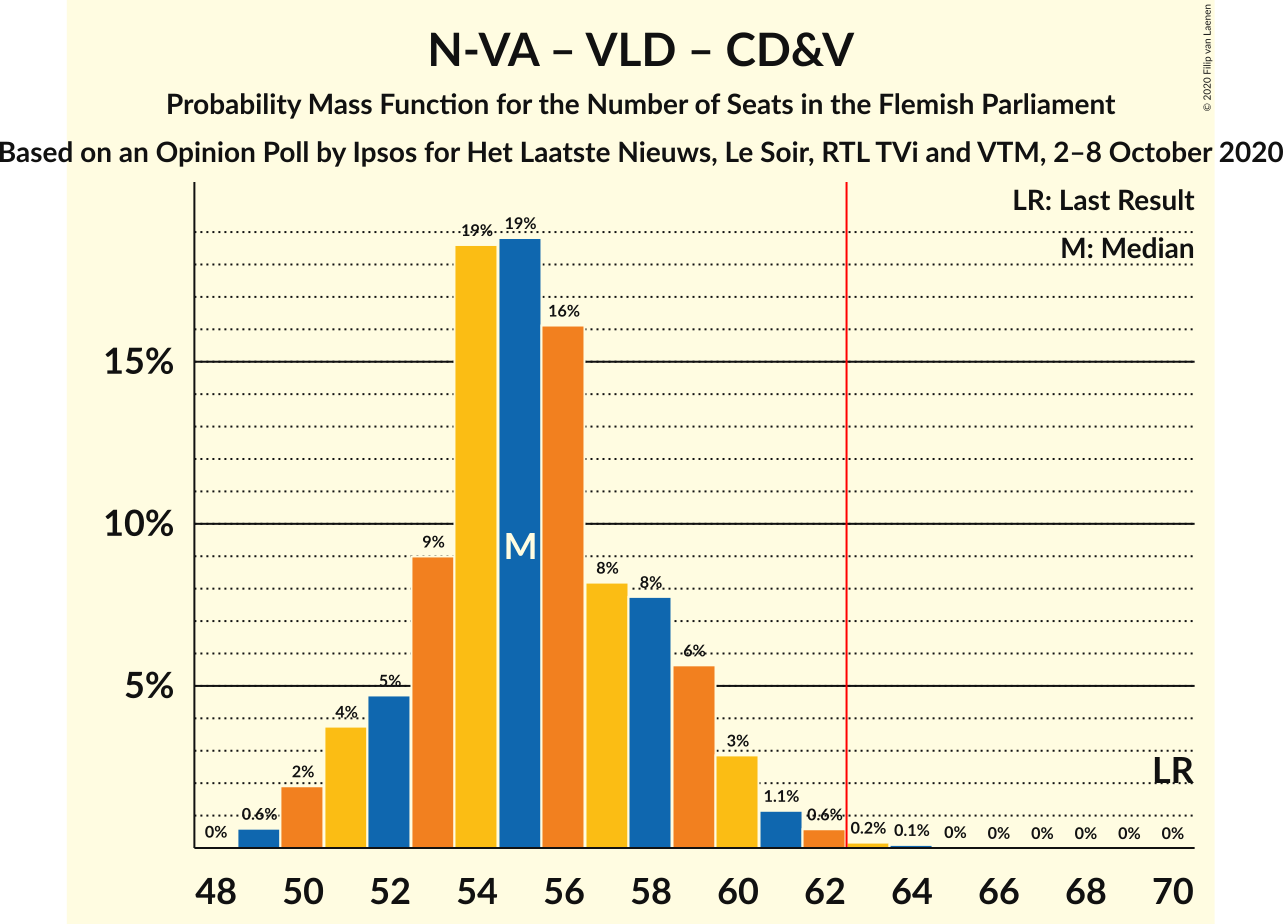 N-VA – VLD – CD&V
Probability Mass Function for the Number of Seats in the Flemish Parliament
Based on an Opinion Poll by Ipsos for Het Laatste Nieuws, Le Soir, RTL TVi and VTM, 2–8 October 2020
© 2020 Filip van Laenen
LR: Last Result
M: Median
15%
10%
5%
0%
0.6%
2%
4%
5%
9%
19%
19%
16%
8%
8%
6%
3%
1.1%
0.6%
0.2%
0.1%
0%
0%
0%
0%
0%
0%
M
LR
48 50 52 54 56 58 60 62 64 66 68 70